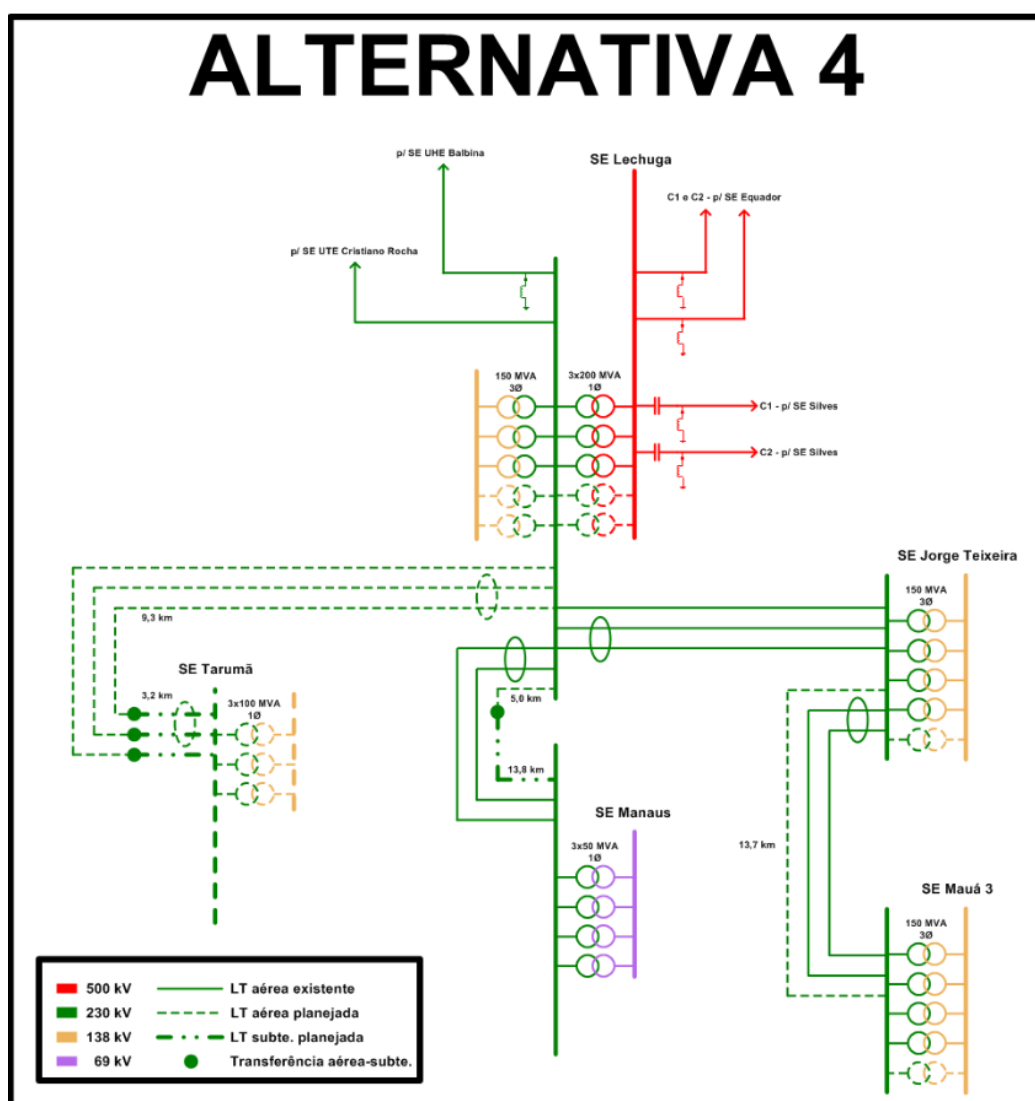 ALTERNATIVA 4
p/ SE UHE Balbina
SE Lechuga
C1 e C2 - p/ SE Equador
p/ SE UTE Cristiano Rocha
150 MVA
3Ø
3x200 MVA
1Ø
C1 - p/ SE Silves
C2 - p/ SE Silves
SE Jorge Teixeira
150 MVA
3Ø
9,3 km
SE Tarumã
3,2 km
3x100 MVA
1Ø
5,0 km
13,8 km
SE Manaus
3x50 MVA
1Ø
13,7 km
SE Mauá 3
150 MVA
3Ø
500 kV LT aérea existente
230 kV LT aérea planejada
138 kV LT subte. planejada
69 kV Transferência aérea-subte.